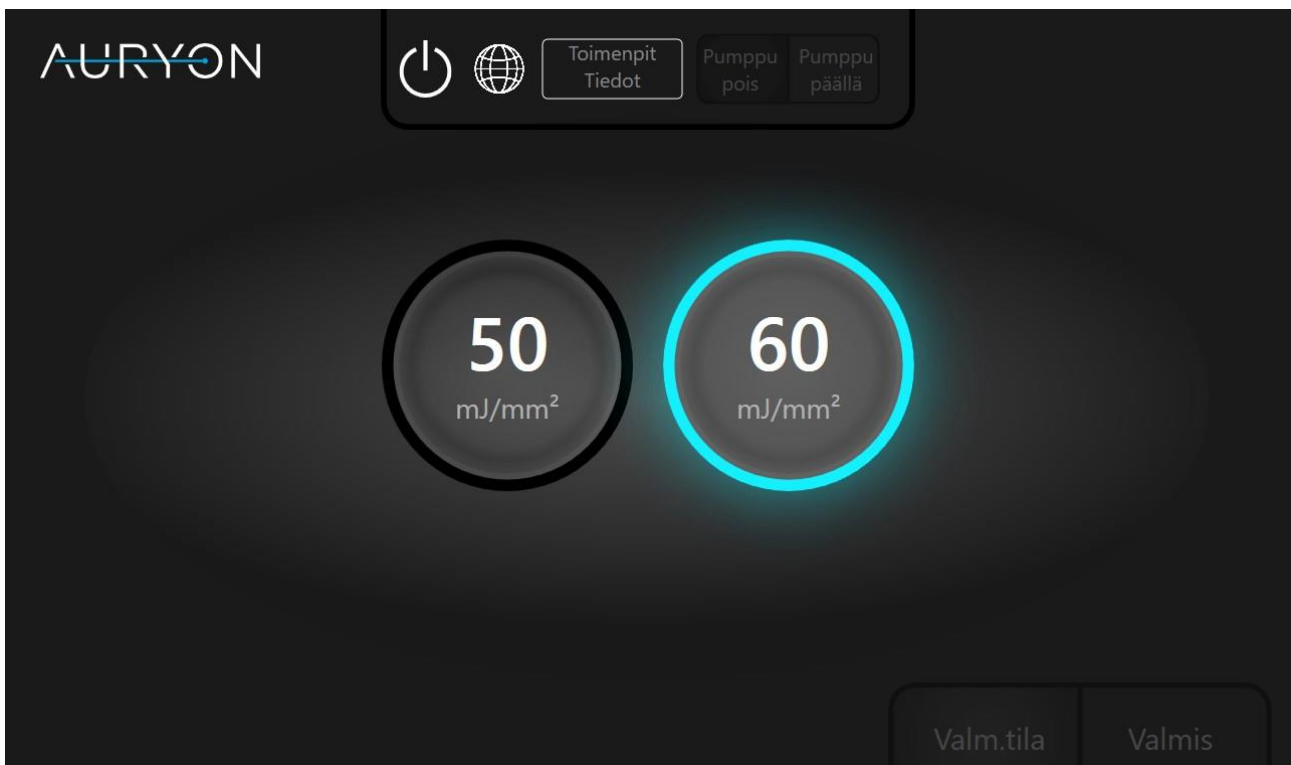 AURYON
Toimenpit
Tiedot
Pumppu
pois
Pumppu
päällä
50
mJ/mm²
60
mJ/mm²
Valm.tila
Valmis